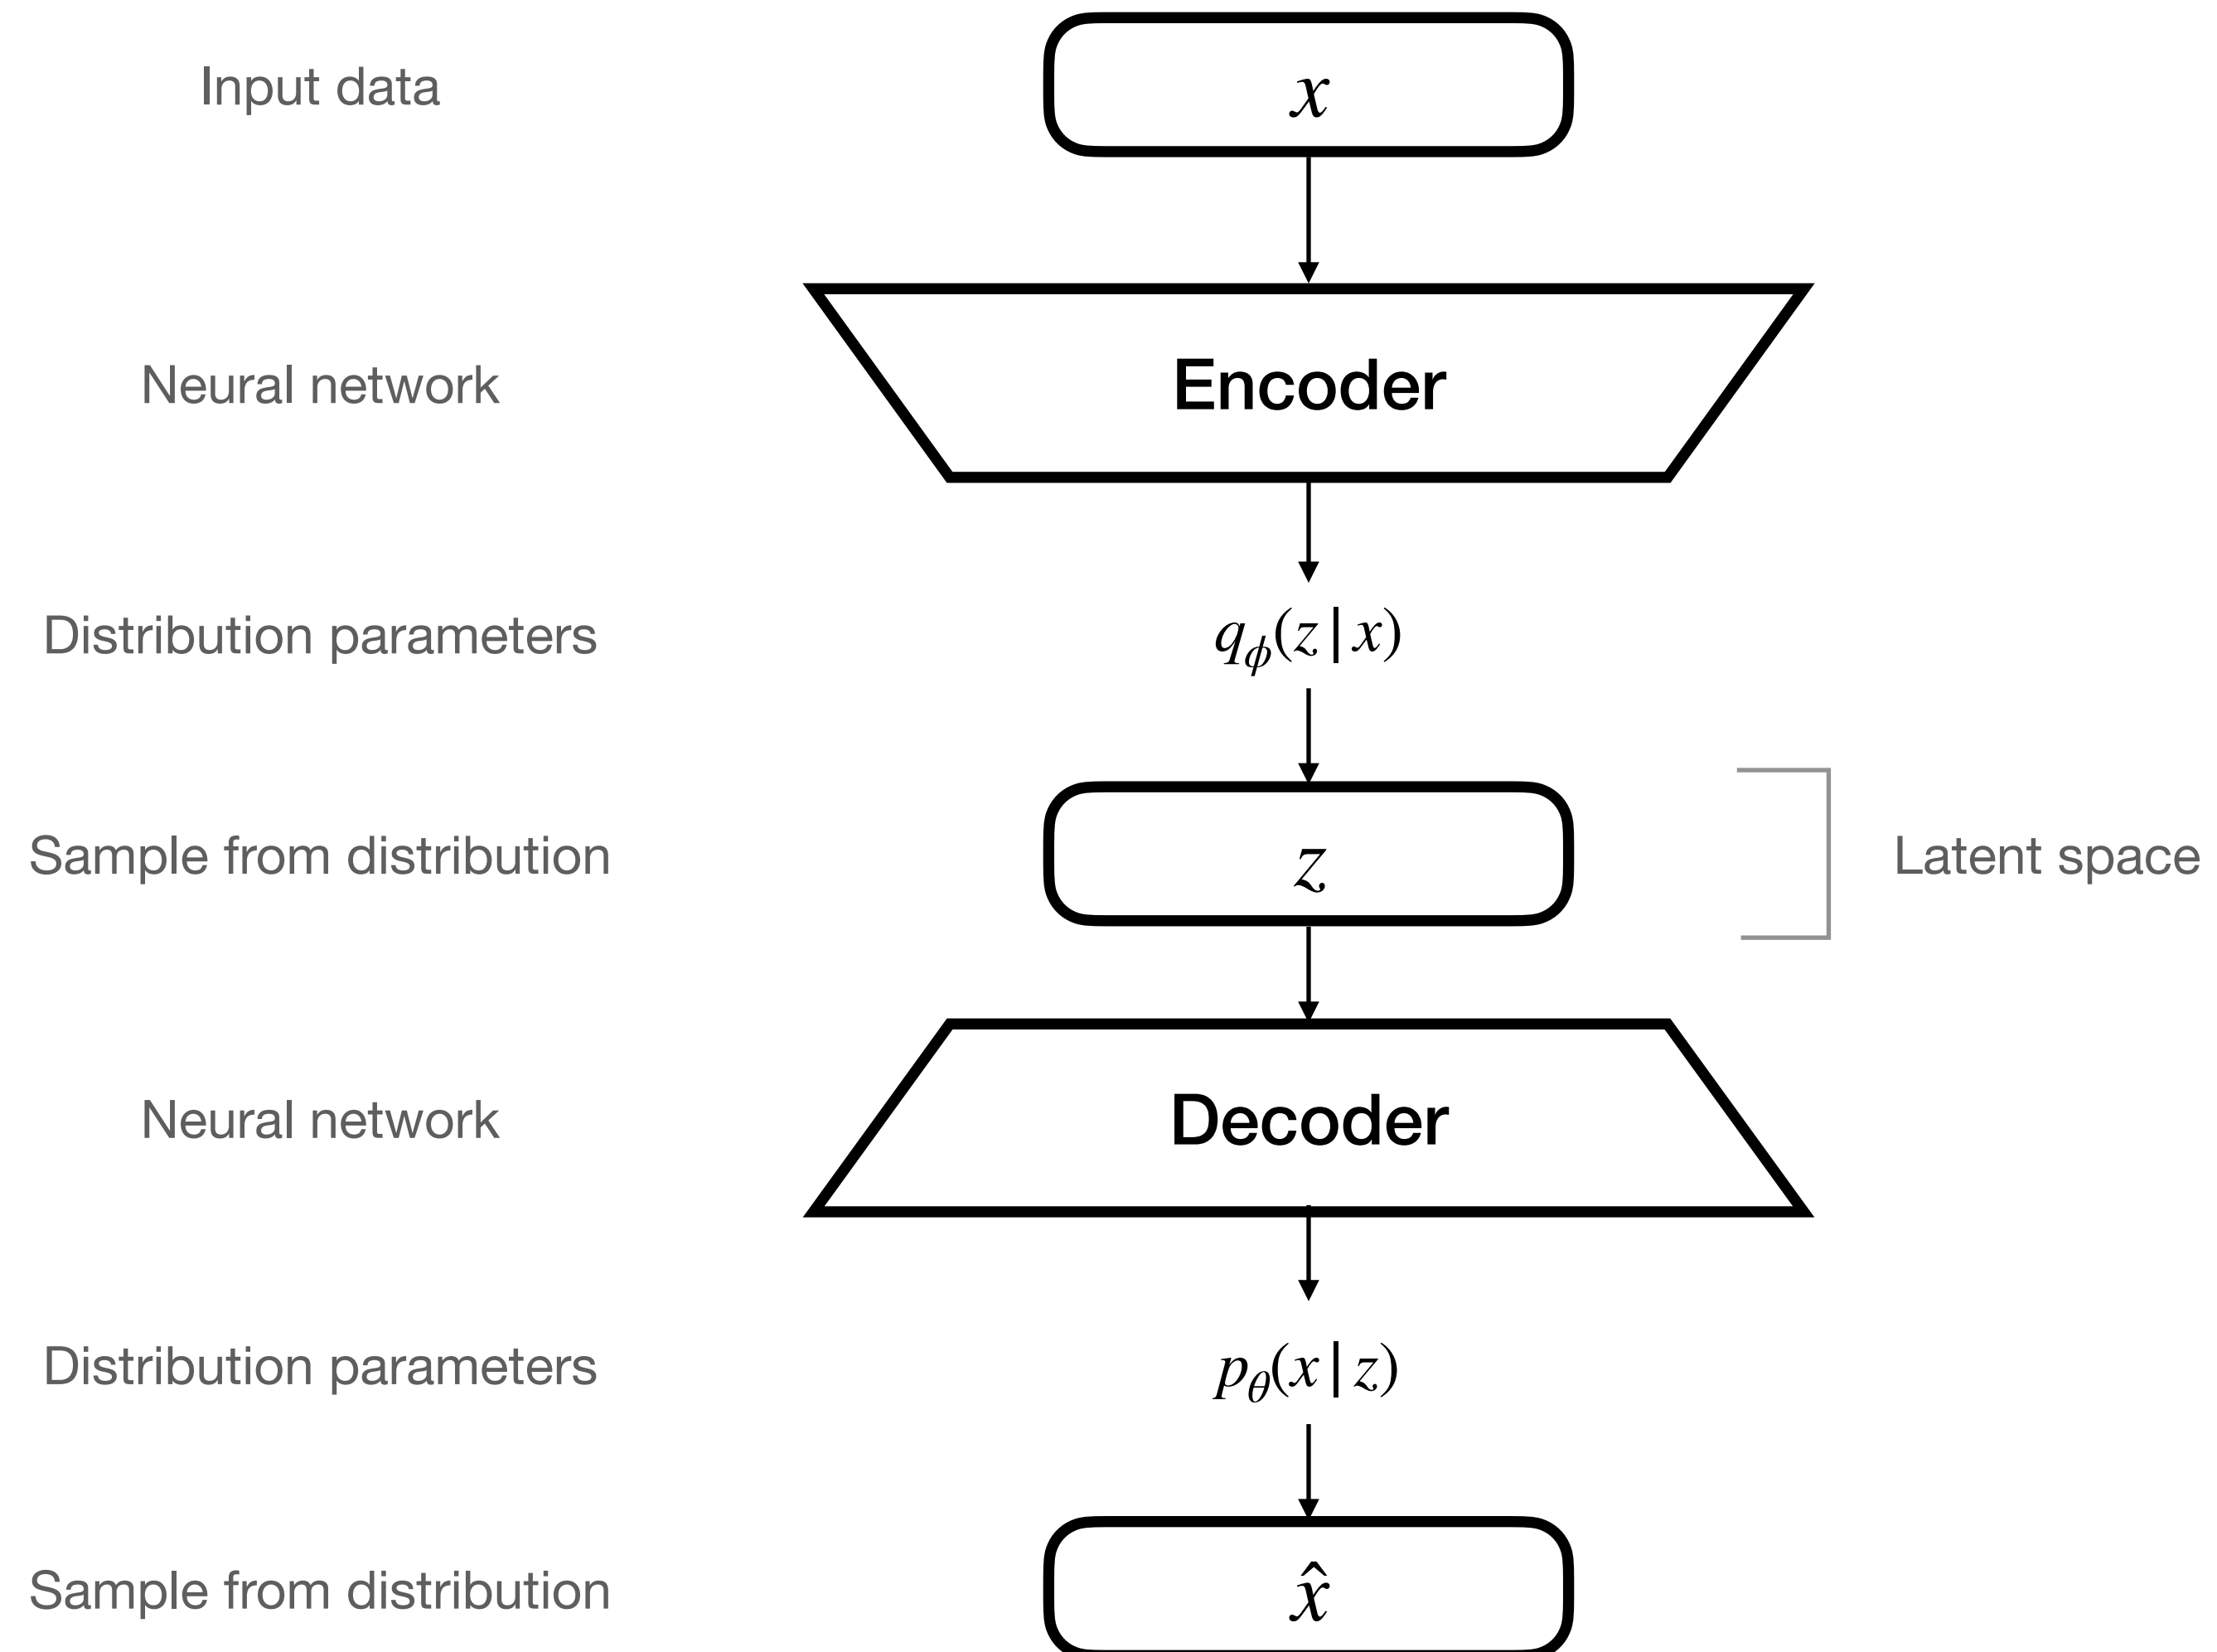 Input data
x
Neural network
Encoder
Distribution parameters
qϕ(z | x)
Sample from distribution
z
Latent space
Neural network
Decoder
Distribution parameters
pθ(x | z)
Sample from distribution
x̂